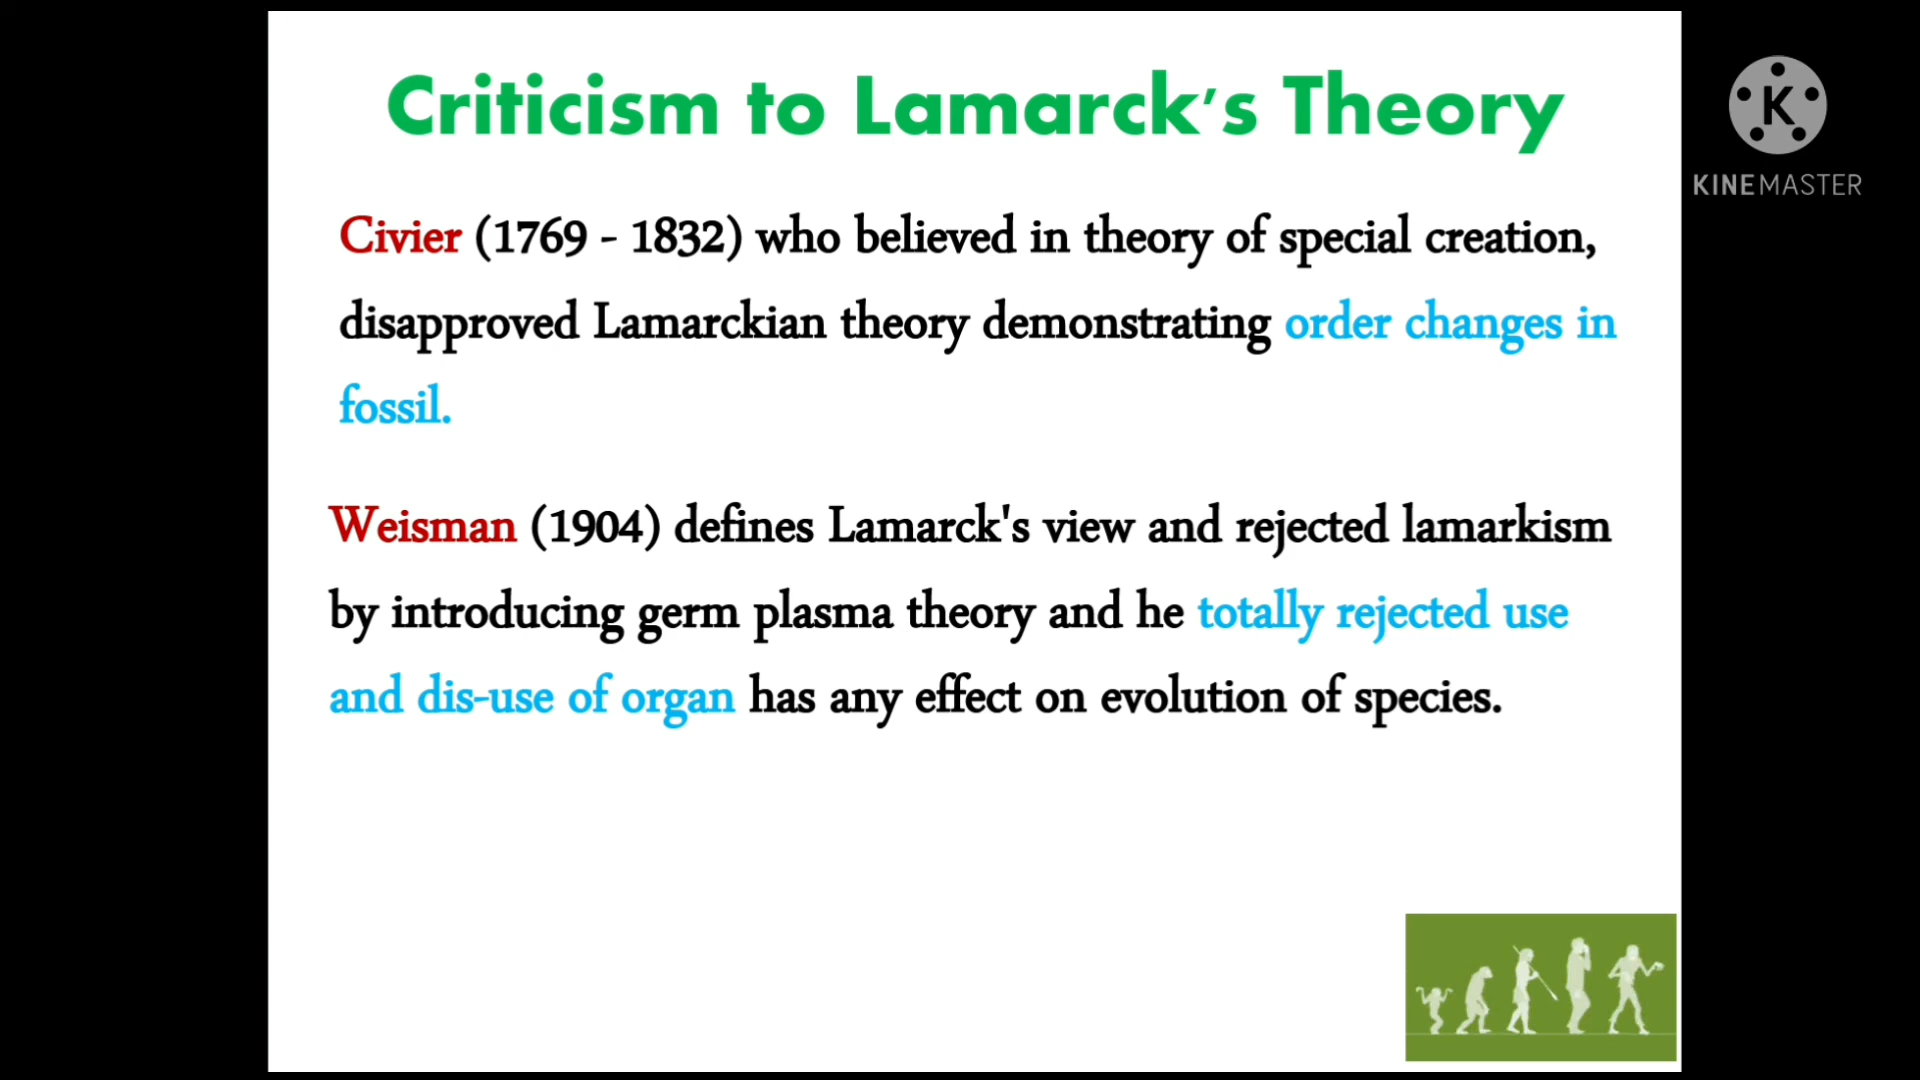 Criticism to Lamarck's Theory
K
KINEMASTER
Civier (1769 - 1832) who believed in theory of special creation,
disapproved Lamarckian theory demonstrating order changes in
fossil.
Weisman (1904) defines Lamarck's view and rejected lamarkism
by introducing germ plasma theory and he totally rejected use
and dis-use of organ has any effect on evolution of species.